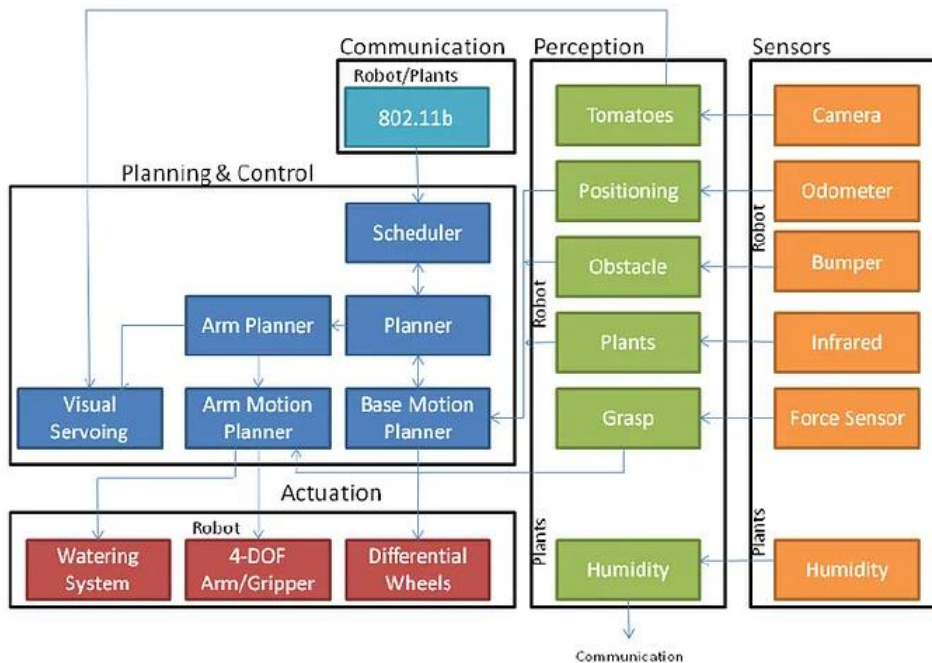 Communication
Perception
Sensors
Robot/Plants
802.11b
Tomatoes
Camera
Planning & Control
Positioning
Odometer
Scheduler
Robot
Obstacle
Bumper
Robot
Arm Planner
Planner
Plants
Infrared
Visual
Servoing
Arm Motion
Planner
Base Motion
Planner
Grasp
Force Sensor
Actuation
Robot
Watering
System
4-DOF
Arm/Gripper
Differential
Wheels
Plants
Humidity
Plants
Humidity
Communication